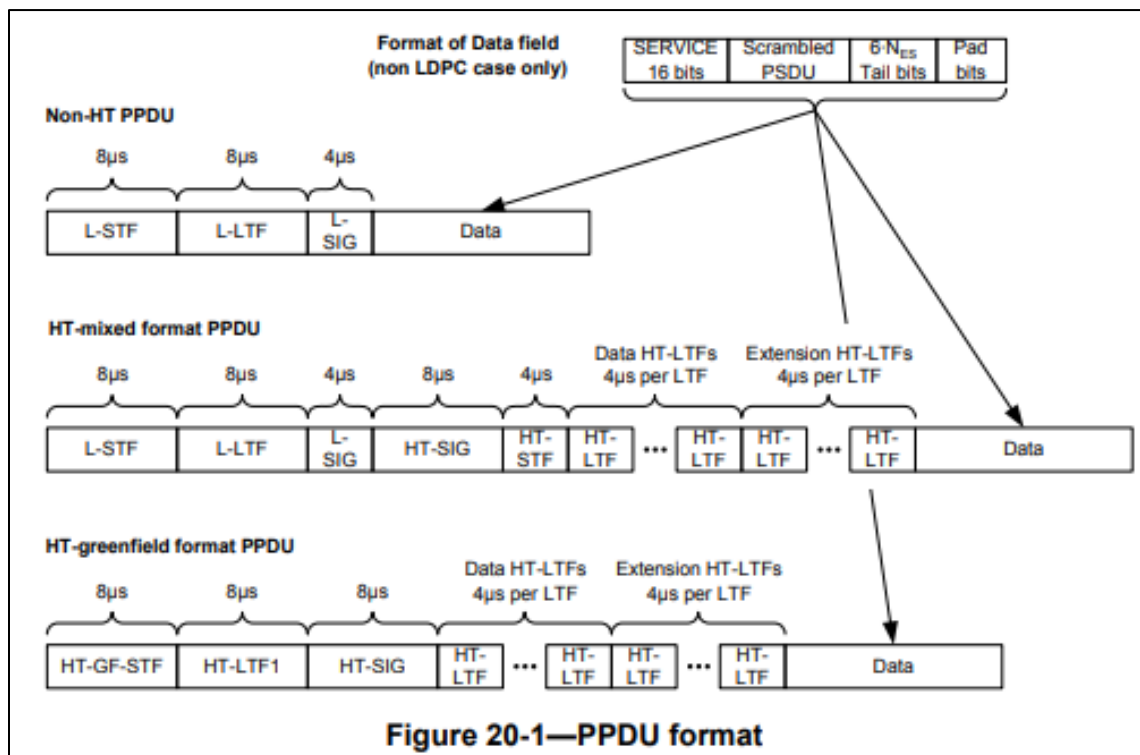 Format of Data field
(non LDPC case only)
SERVICE
16 bits
Scrambled
PSDU
6·N_ES
Tail bits
Pad
bits
Non-HT PPDU
8µs 8µs 4µs
L-STF L-LTF L-
SIG
Data
HT-mixed format PPDU
Data HT-LTFs
4µs per LTF
Extension HT-LTFs
4µs per LTF
8µs 8µs 4µs 8µs 4µs
L-STF L-LTF L-
SIG
HT-SIG HT-
STF
HT-
LTF
•••
HT-
LTF
HT-
LTF
•••
HT-
LTF
Data
HT-greenfield format PPDU
Data HT-LTFs
4µs per LTF
Extension HT-LTFs
4µs per LTF
8µs 8µs 8µs
HT-GF-STF HT-LTF1 HT-SIG
HT-
LTF
•••
HT-
LTF
HT-
LTF
•••
HT-
LTF
Data
Figure 20-1—PPDU format